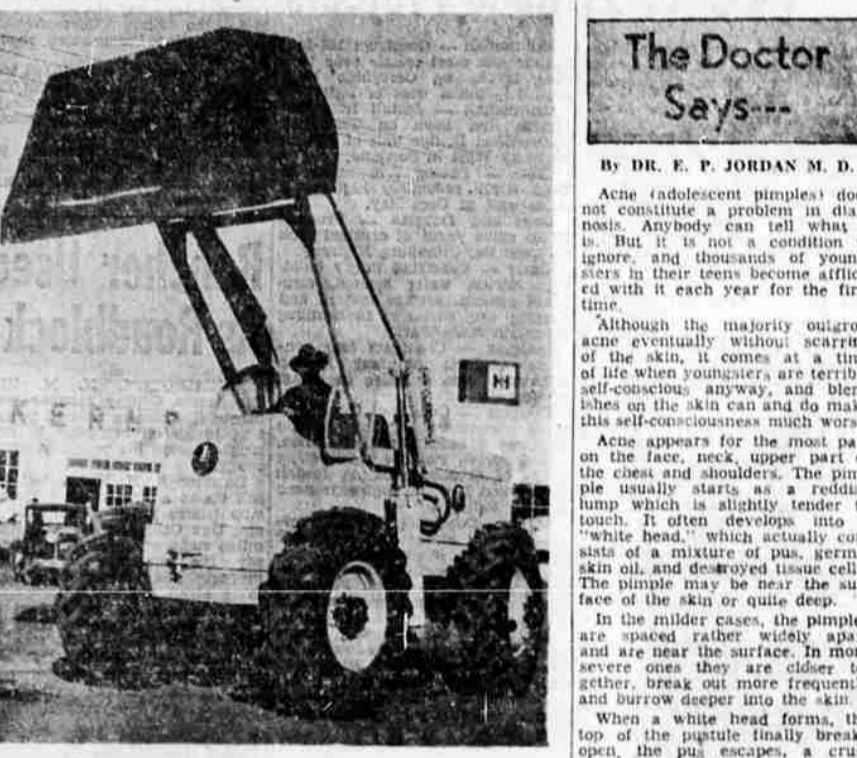 K E R L P
The Doctor
Says---
By DR. E. P. JORDAN M. D.
Acne (adolescent pimples) do
not constitute a problem in dia
nosis. Anybody can tell what
is. But it is not a condition
ignore, and thousands of youn
sters in their teens become afflic
ed with it each year for the fir
time.
Although the majority outgro
acne eventually without scarrin
of the skin, it comes at a tim
of life when youngsters are terrib
self-conscious anyway, and blem
ishes on the skin can and do mak
this self-consciousness much wors
Acne appears for the most pa
on the face, neck, upper part
the chest and shoulders. The pim
ple usually starts as a reddis
lump which is slightly tender
touch. It often develops into
"white head," which actually con
sists of a mixture of pus, germ
skin oil, and destroyed tissue cell
The pimple may be near the su
face of the skin or quite deep.
In the milder cases, the pimple
are spaced rather widely apa
and are near the surface. In mor
severe ones they are closer to
gether, break out more frequent
and burrow deeper into the skin.
When a white head forms, th
top of the pustule finally break
open, the pus escapes, a cru